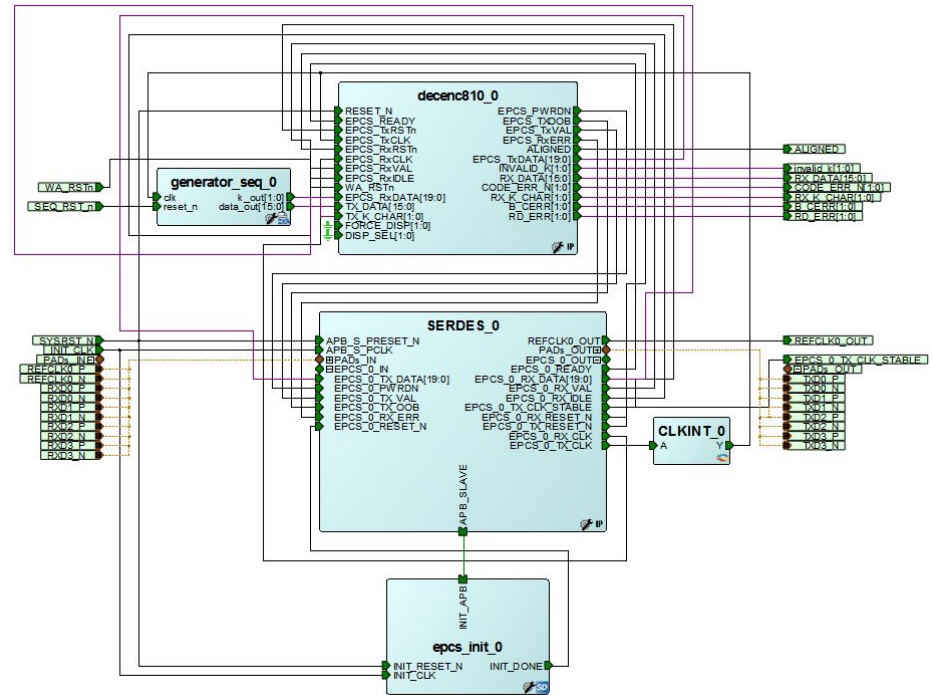 decenc810_0
RESET_N
EPCS_READY
EPCS_TxRSTn
EPCS_TxCLK
EPCS_RxRSTn
EPCS_RxCLK
EPCS_RxVAL
EPCS_RxIDLE
WA_RSTn
EPCS_RxDATA[19:0]
TX_DATA[15:0]
TX_K_CHAR[1:0]
FORCE_DISP[1:0]
DISP_SEL[1:0]
EPCS_PWRDN
EPCS_TXOOB
EPCS_TxVAL
EPCS_RxERR
ALIGNED
EPCS_TxDATA[19:0]
INVALID_K[1:0]
RX_DATA[15:0]
CODE_ERR_N[1:0]
RX_K_CHAR[1:0]
B_CERR[1:0]
RD_ERR[1:0]
IP
ALIGNED
invalid_k[1:0]
RX_DATA[15:0]
CODE_ERR_N[1:0]
RX_K_CHAR[1:0]
B_CERR[1:0]
RD_ERR[1:0]
WA_RSTn
SEQ_RST_n
generator_seq_0
clk
reset_n
k_out[1:0]
data_out[15:0]
SERDES_0
APB_S_PRESET_N
APB_S_PCLK
PADs_IN
EPCS_0_IN
EPCS_0_TX_DATA[19:0]
EPCS_0_PWRDN
EPCS_0_TX_VAL
EPCS_0_TX_OOB
EPCS_0_RX_ERR
EPCS_0_RESET_N
REFCLK0_OUT
PADs_OUT
EPCS_0_OUT
EPCS_0_READY
EPCS_0_RX_DATA[19:0]
EPCS_0_RX_VAL
EPCS_0_RX_IDLE
EPCS_0_TX_CLK_STABLE
EPCS_0_RX_RESET_N
EPCS_0_TX_RESET_N
EPCS_0_RX_CLK
EPCS_0_TX_CLK
APB_SLAVE
IP
SYSRST_N
INIT_CLK
PADs_IN
REFCLK0_P
REFCLK0_N
RXD0_P
RXD0_N
RXD1_P
RXD1_N
RXD2_P
RXD2_N
RXD3_P
RXD3_N
CLKINT_0
A
Y
REFCLK0_OUT
EPCS_0_TX_CLK_STABLE
PADs_OUT
TXD0_P
TXD0_N
TXD1_P
TXD1_N
TXD2_P
TXD2_N
TXD3_P
TXD3_N
INIT_APB
epcs_init_0
INIT_RESET_N
INIT_CLK
INIT_DONE
SD